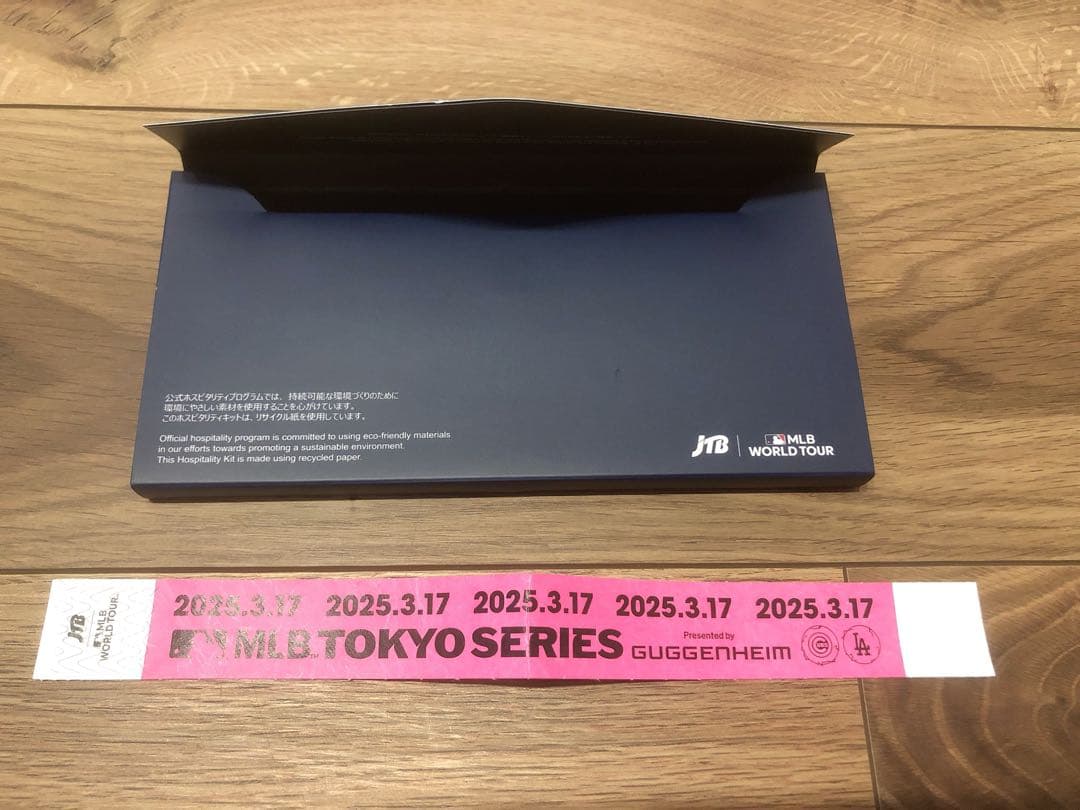 公式ホスピタリティプログラムでは、持続可能な環境づくりのために
環境にやさしい素材を使用することを心がけています。
このホスピタリティキットは、リサイクル紙を使用しています。
Official hospitality program is committed to using eco-friendly materials
in our efforts towards promoting a sustainable environment.
This Hospitality Kit is made using recycled paper.
JTB
MLB
WORLD TOUR
JTB
MLB
WORLD TOUR
2025.3.17 2025.3.17 2025.3.17 2025.3.17 2025.3.17
MLB TOKYO SERIES
Presented by
GUGGENHEIM
LA